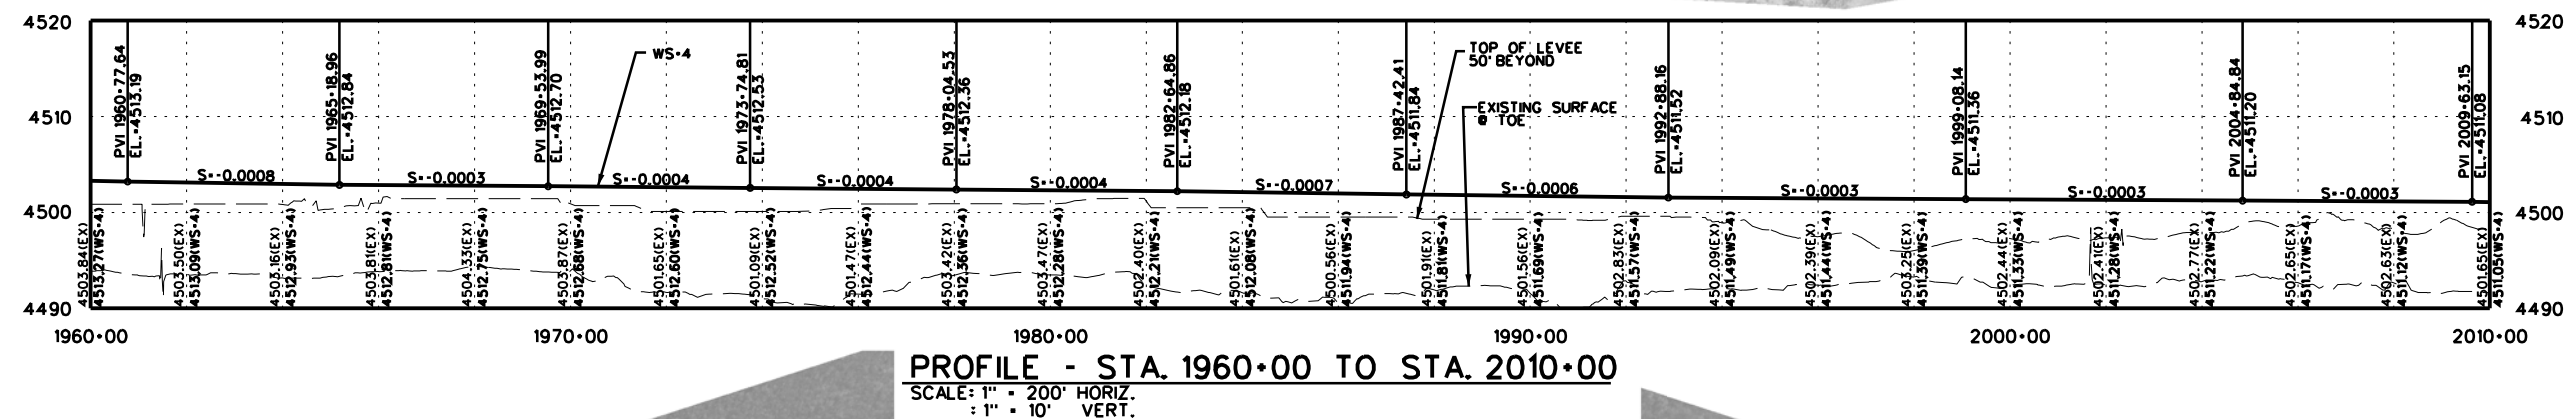 4520
4520
4510
4510
4500
4500
4490
4490
PVI 1960+77.64
EL.=4513.19
PVI 1965+18.96
EL.=4512.84
PVI 1969+53.99
EL.=4512.70
PVI 1973+74.81
EL.=4512.53
PVI 1978+04.53
EL.=4512.36
PVI 1982+64.86
EL.=4512.18
PVI 1987+42.41
EL.=4511.84
PVI 1992+88.16
EL.=4511.52
PVI 1999+08.14
EL.=4511.36
PVI 2004+84.84
EL.=4511.20
PVI 2009+63.15
EL.=4511.08
WS-4
TOP OF LEVEE
50' BEYOND
EXISTING SURFACE
@ TOE
S=-0.0008
S=-0.0003
S=-0.0004
S=-0.0004
S=-0.0004
S=-0.0007
S=-0.0006
S=-0.0003
S=-0.0003
S=-0.0003
4503.84(EX)
4513.27(WS-4)
4503.50(EX)
4513.09(WS-4)
4503.16(EX)
4512.93(WS-4)
4503.81(EX)
4512.81(WS-4)
4504.33(EX)
4512.75(WS-4)
4503.87(EX)
4512.68(WS-4)
4501.65(EX)
4512.60(WS-4)
4501.09(EX)
4512.52(WS-4)
4501.47(EX)
4512.44(WS-4)
4503.42(EX)
4512.36(WS-4)
4503.47(EX)
4512.28(WS-4)
4502.40(EX)
4512.21(WS-4)
4501.61(EX)
4512.08(WS-4)
4500.56(EX)
4511.94(WS-4)
4501.91(EX)
4511.81(WS-4)
4501.56(EX)
4511.69(WS-4)
4502.83(EX)
4511.57(WS-4)
4502.09(EX)
4511.49(WS-4)
4502.39(EX)
4511.44(WS-4)
4503.25(EX)
4511.39(WS-4)
4502.44(EX)
4511.33(WS-4)
4502.41(EX)
4511.28(WS-4)
4502.77(EX)
4511.22(WS-4)
4502.65(EX)
4511.17(WS-4)
4502.63(EX)
4511.12(WS-4)
4501.65(EX)
4511.05(WS-4)
1960+00
1970+00
1980+00
1990+00
2000+00
2010+00
PROFILE - STA. 1960+00 TO STA. 2010+00
SCALE: 1" = 200' HORIZ.
: 1" = 10' VERT.